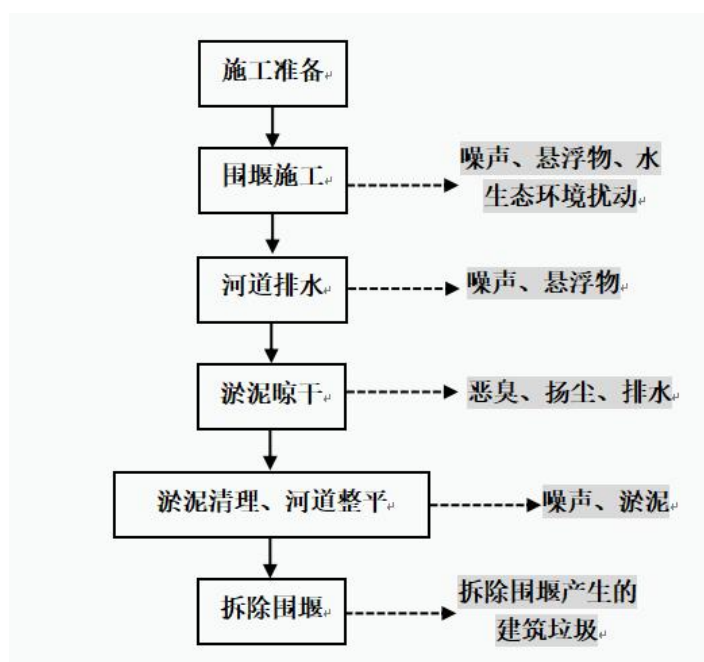 施工准备
围堰施工
噪声、悬浮物、水
生态环境扰动
河道排水
噪声、悬浮物
淤泥晾干
恶臭、扬尘、排水
淤泥清理、河道整平
噪声、淤泥
拆除围堰
拆除围堰产生的
建筑垃圾